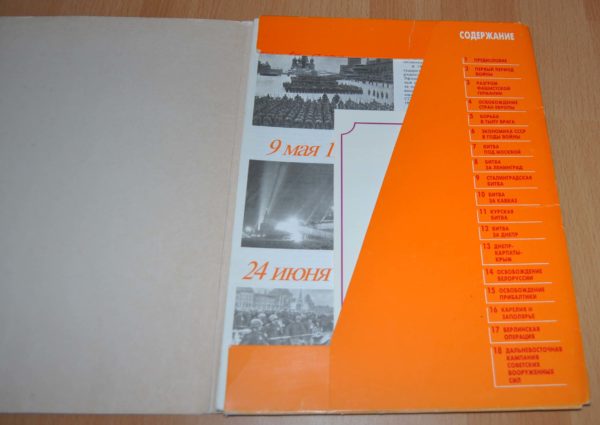 СОДЕРЖАНИЕ
1 ПРЕДИСЛОВИЕ
2 ПЕРВЫЙ ПЕРИОД
ВОЙНЫ
3 РАЗГРОМ
ФАШИСТСКОЙ
ГЕРМАНИИ
4 ОСВОБОЖДЕНИЕ
СТРАН ЕВРОПЫ
5 БОРЬБА
В ТЫЛУ ВРАГА
6 ЭКОНОМИКА СССР
В ГОДЫ ВОЙНЫ
7 БИТВА
ПОД МОСКВОЙ
8 БИТВА
ЗА ЛЕНИНГРАД
9 СТАЛИНГРАДСКАЯ
БИТВА
10 БИТВА
ЗА КАВКАЗ
11 КУРСКАЯ
БИТВА
12 БИТВА
ЗА ДНЕПР
13 ДНЕПР-
КАРПАТЫ-
КРЫМ
14 ОСВОБОЖДЕНИЕ
БЕЛОРУССИИ
15 ОСВОБОЖДЕНИЕ
ПРИБАЛТИКИ
16 КАРЕЛИЯ И
ЗАПОЛЯРЬЕ
17 БЕРЛИНСКАЯ
ОПЕРАЦИЯ
18 ДАЛЬНЕВОСТОЧНАЯ
КАМПАНИЯ
СОВЕТСКИХ
ВООРУЖЕННЫХ
СИЛ
9 мая 1
24 июня